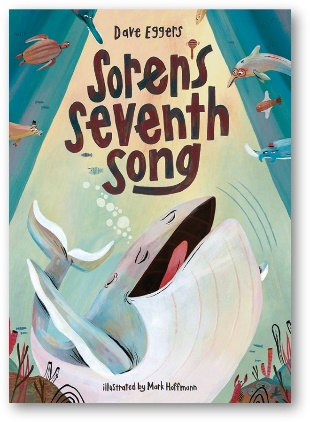 Dave Eggers
Soren's
Seventh
Song
illustrated by Mark Hoffmann